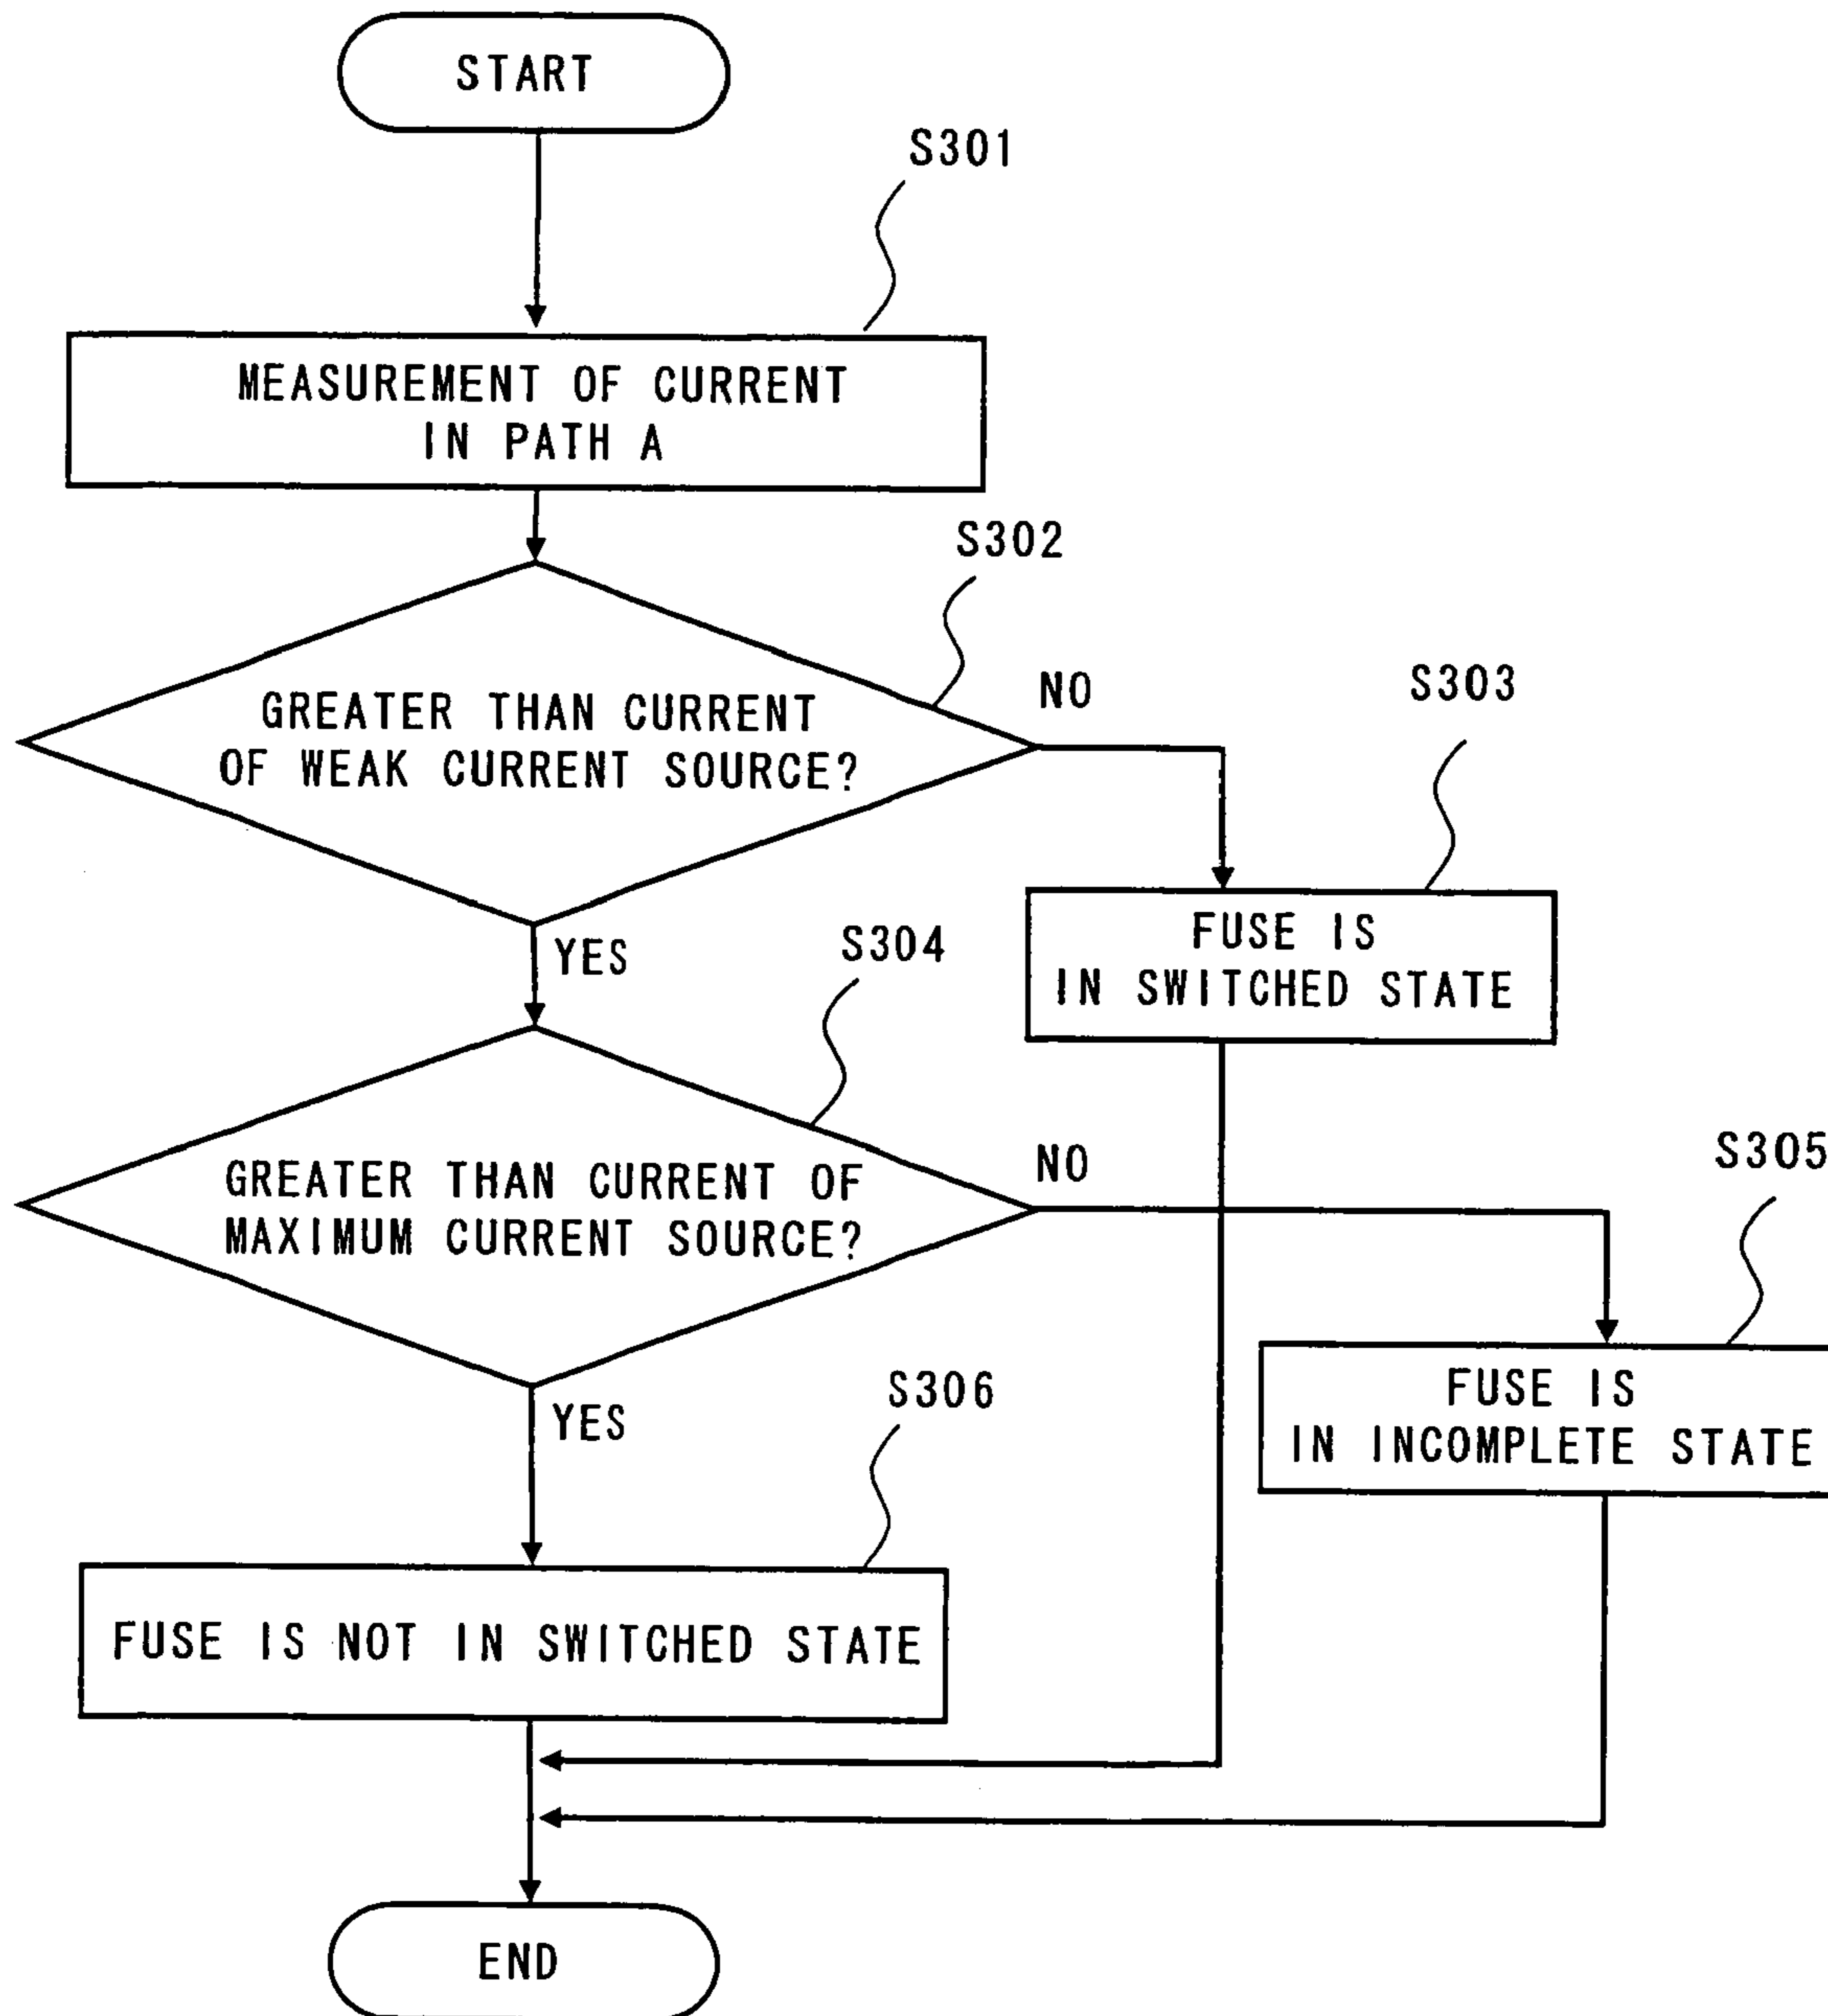 START
S301
MEASUREMENT OF CURRENT
IN PATH A
S302
GREATER THAN CURRENT
OF WEAK CURRENT SOURCE?
NO
S303
FUSE IS
IN SWITCHED STATE
YES
S304
GREATER THAN CURRENT OF
MAXIMUM CURRENT SOURCE?
NO
S305
FUSE IS
IN INCOMPLETE STATE
YES
S306
FUSE IS NOT IN SWITCHED STATE
END